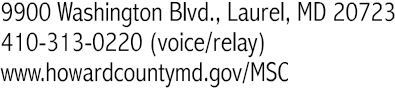 9900 Washington Blvd., Laurel, MD 20723
410-313-0220 (voice/relay)
www.howardcountymd.gov/MSC